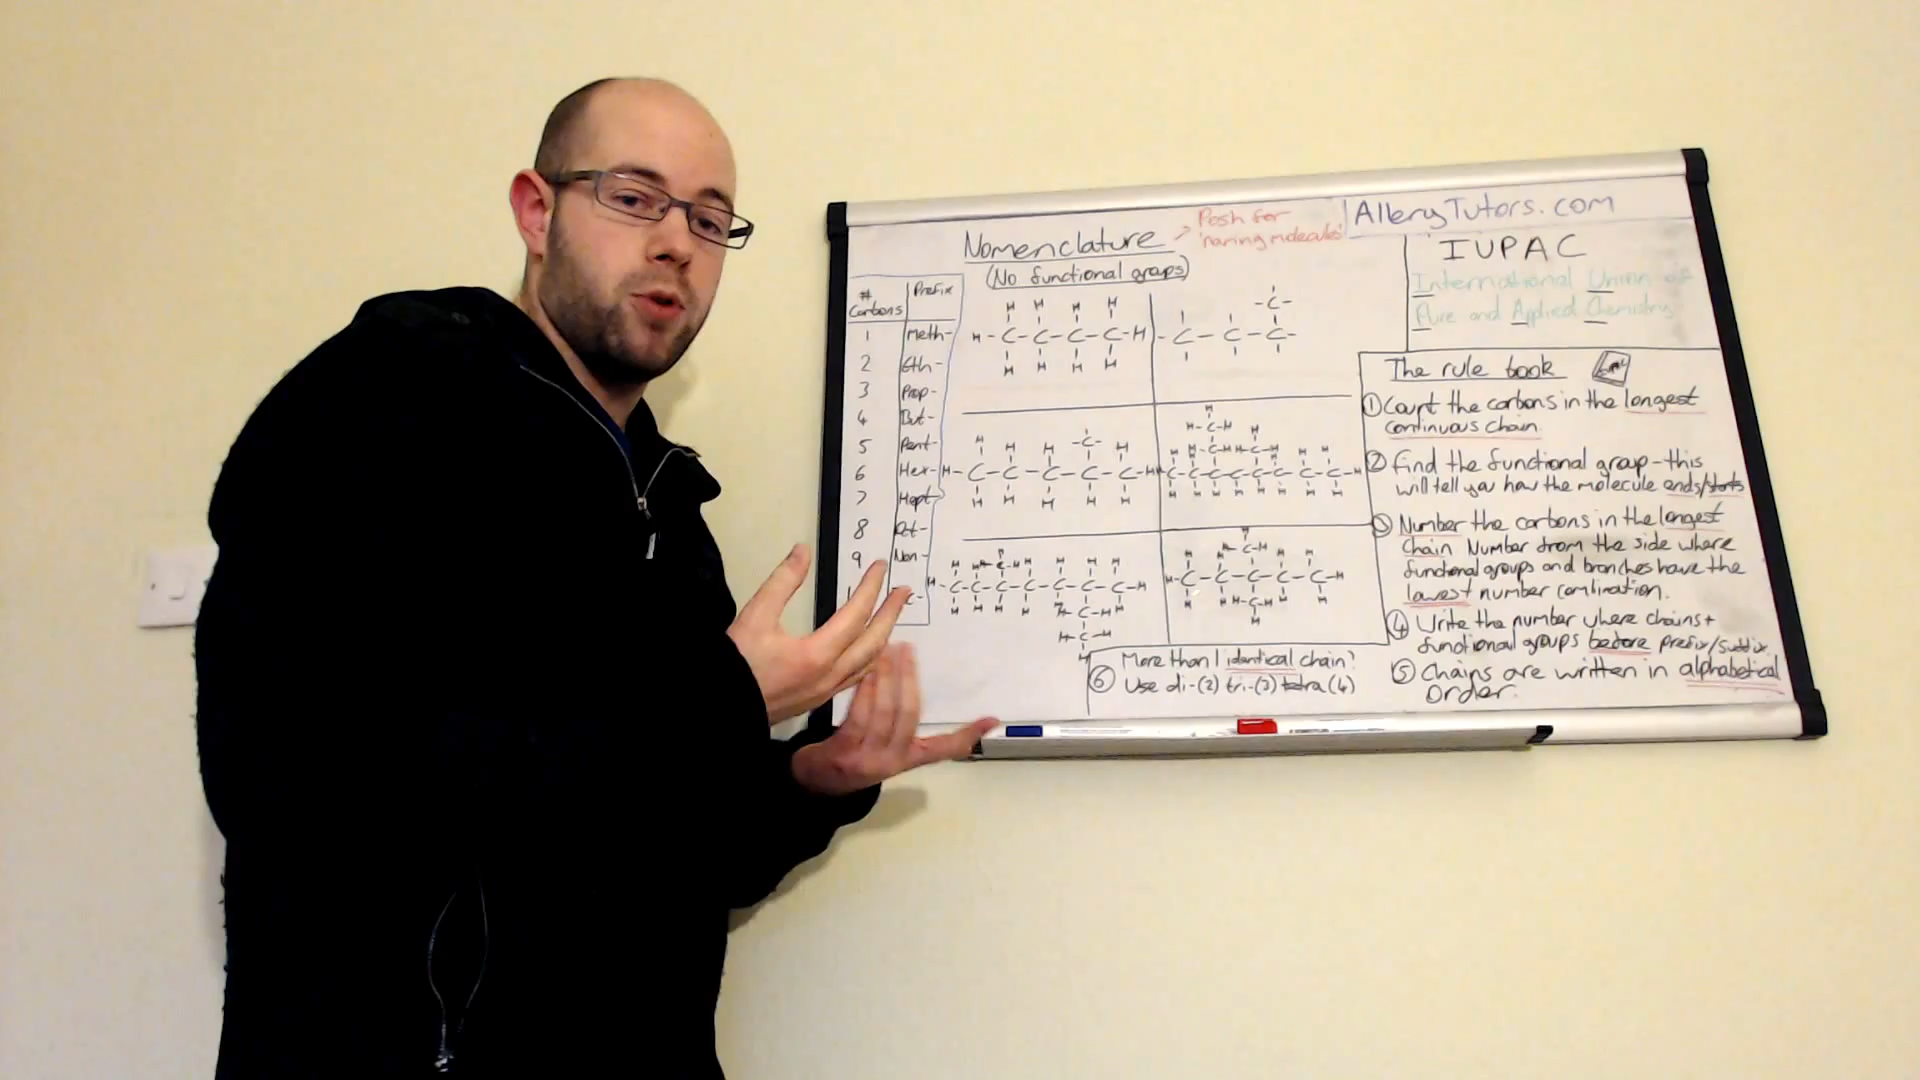 AlleryTutors.com
Nomenclature
Posh for
'naming molecules'
(No functional groups)
IUPAC
International Union of
Pure and Applied Chemistry
# Carbons Prefix
1 Meth-
2 Eth-
3 Prop-
4 But-
5 Pent-
6 Hex-
7 Hept-
8 Oct-
9 Non-
The rule book
① Count the carbons in the longest
continuous chain.
② Find the functional group - this
will tell you how the molecule ends/starts
③ Number the carbons in the longest
chain. Number from the side where
functional groups and branches have the
lowest number combination.
④ Write the number where chains +
functional groups before prefix/suffix.
⑤ Chains are written in alphabetical
order.
⑥ More than 1 identical chain?
Use di-(2) tri-(3) tetra (4)